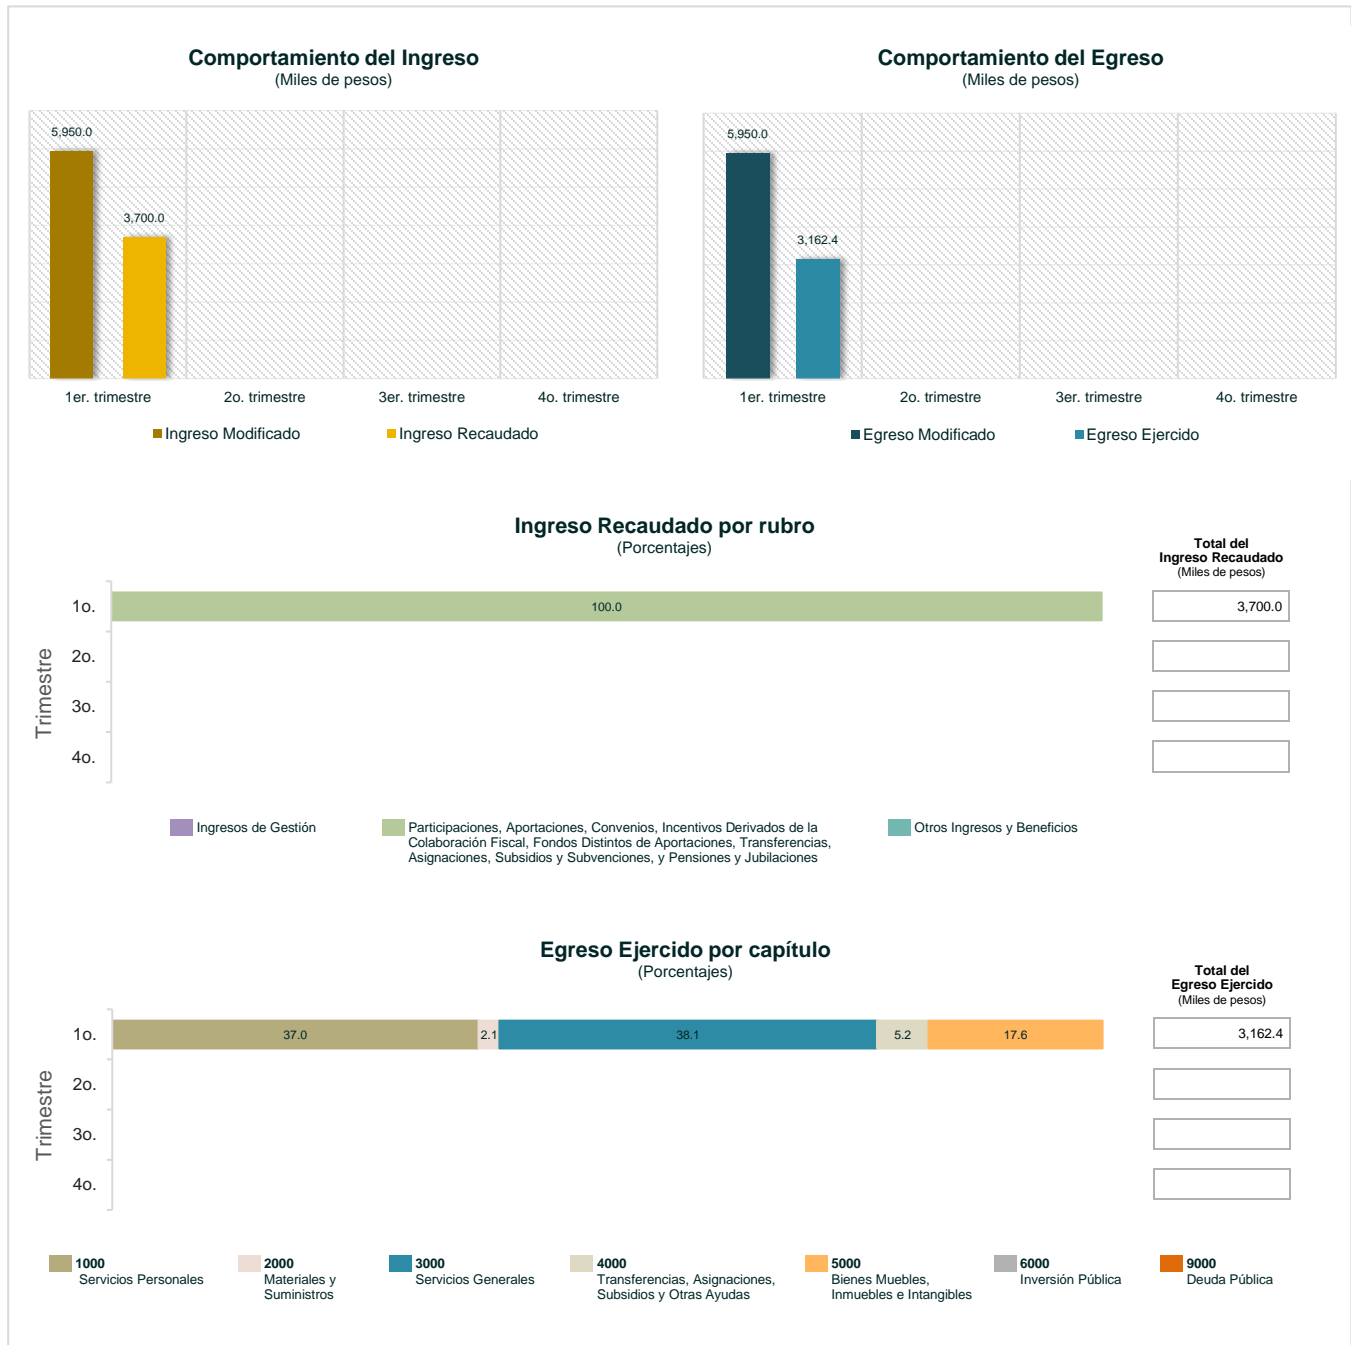 Comportamiento del Ingreso
(Miles de pesos)
5,950.0
3,700.0
1er. trimestre
2o. trimestre
3er. trimestre
4o. trimestre
Ingreso Modificado
Ingreso Recaudado
Comportamiento del Egreso
(Miles de pesos)
5,950.0
3,162.4
1er. trimestre
2o. trimestre
3er. trimestre
4o. trimestre
Egreso Modificado
Egreso Ejercido
Ingreso Recaudado por rubro
(Porcentajes)
Total del
Ingreso Recaudado
(Miles de pesos)
Trimestre
1o.
100.0
3,700.0
2o.
3o.
4o.
Ingresos de Gestión
Participaciones, Aportaciones, Convenios, Incentivos Derivados de la
Colaboración Fiscal, Fondos Distintos de Aportaciones, Transferencias,
Asignaciones, Subsidios y Subvenciones, y Pensiones y Jubilaciones
Otros Ingresos y Beneficios
Egreso Ejercido por capítulo
(Porcentajes)
Total del
Egreso Ejercido
(Miles de pesos)
Trimestre
1o.
37.0
2.1
38.1
5.2
17.6
3,162.4
2o.
3o.
4o.
1000
Servicios Personales
2000
Materiales y
Suministros
3000
Servicios Generales
4000
Transferencias, Asignaciones,
Subsidios y Otras Ayudas
5000
Bienes Muebles,
Inmuebles e Intangibles
6000
Inversión Pública
9000
Deuda Pública